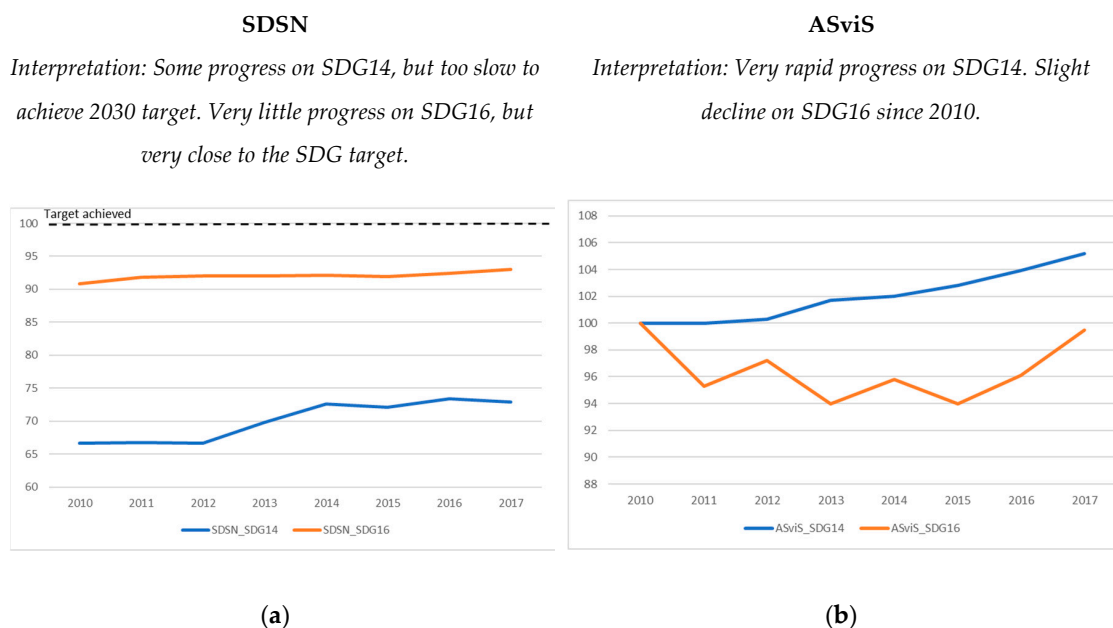 SDSN
Interpretation: Some progress on SDG14, but too slow to
achieve 2030 target. Very little progress on SDG16, but
very close to the SDG target.
Target achieved
100
95
90
85
80
75
70
65
60
2010 2011 2012 2013 2014 2015 2016 2017
SDSN_SDG14 SDSN_SDG16
(a)
ASviS
Interpretation: Very rapid progress on SDG14. Slight
decline on SDG16 since 2010.
108
106
104
102
100
98
96
94
92
90
88
2010 2011 2012 2013 2014 2015 2016 2017
ASviS_SDG14 ASviS_SDG16
(b)